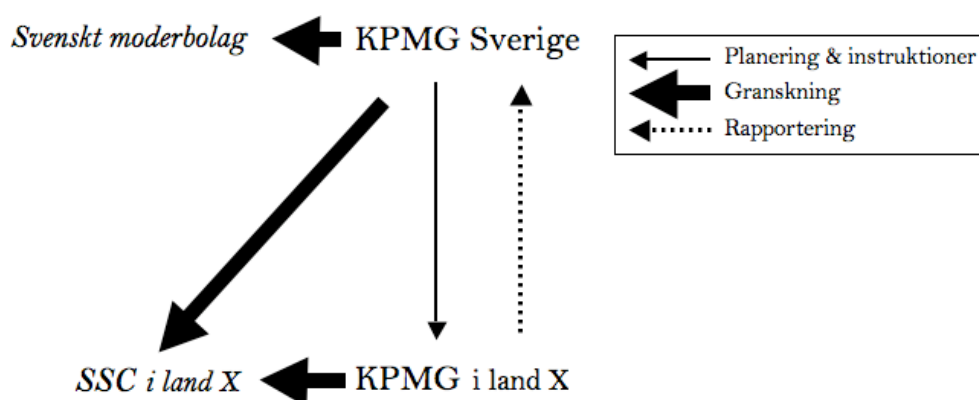 Svenskt moderbolag
KPMG Sverige
Planering & instruktioner
Granskning
Rapportering
SSC i land X
KPMG i land X